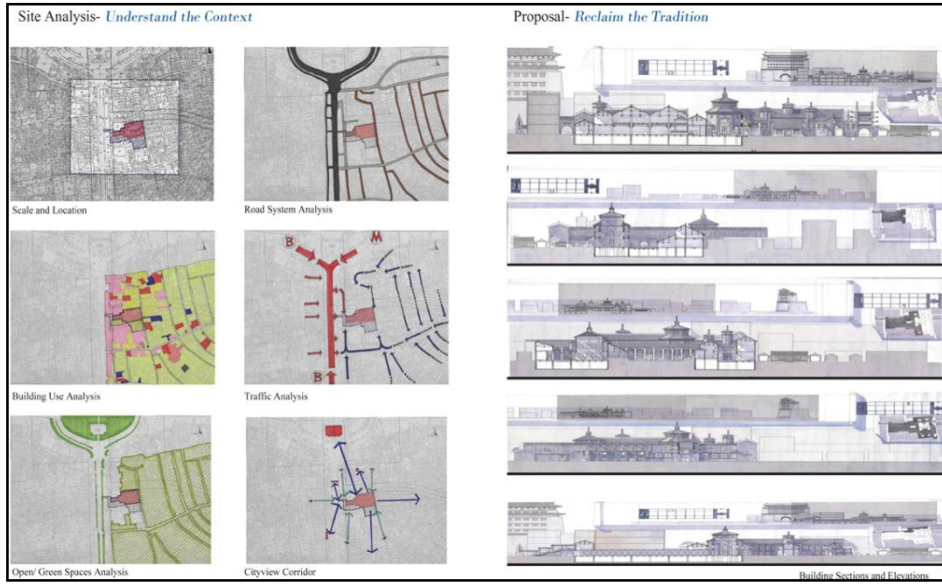 Site Analysis- Understand the Context
Scale and Location
Road System Analysis
Building Use Analysis
B
M
B
Traffic Analysis
Open/ Green Spaces Analysis
Cityview Corridor
Proposal- Reclaim the Tradition
Building Sections and Elevations